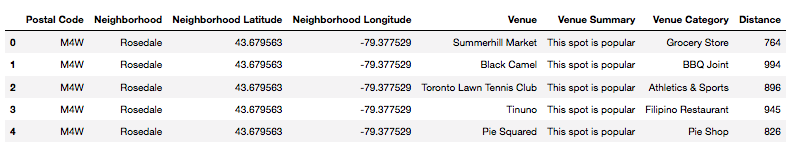 Postal Code Neighborhood Neighborhood Latitude Neighborhood Longitude Venue Venue Summary Venue Category Distance
0 M4W Rosedale 43.679563 -79.377529 Summerhill Market This spot is popular Grocery Store 764
1 M4W Rosedale 43.679563 -79.377529 Black Camel This spot is popular BBQ Joint 994
2 M4W Rosedale 43.679563 -79.377529 Toronto Lawn Tennis Club This spot is popular Athletics & Sports 896
3 M4W Rosedale 43.679563 -79.377529 Tinuno This spot is popular Filipino Restaurant 945
4 M4W Rosedale 43.679563 -79.377529 Pie Squared This spot is popular Pie Shop 826